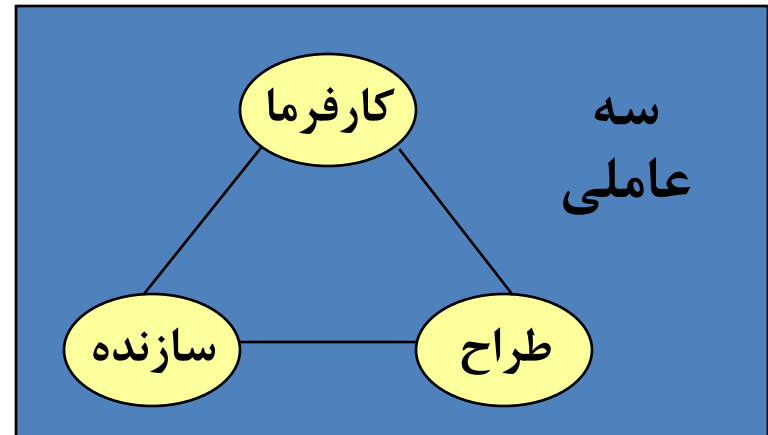 کارفرما
سه
عاملی
طراح
سازنده